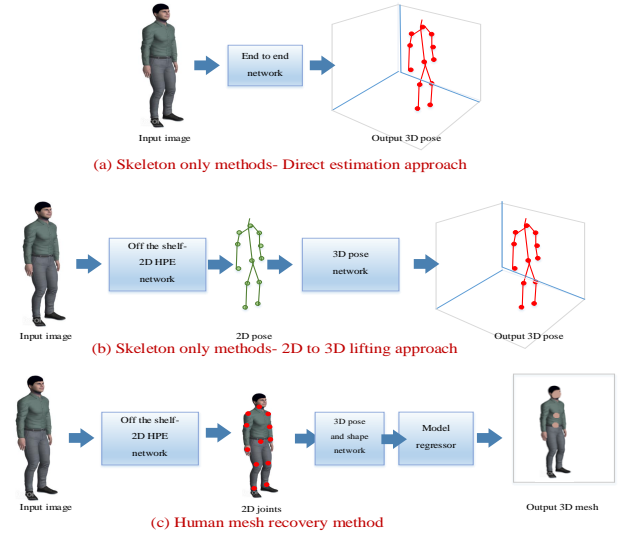 End to end
network
Input image
Output 3D pose
(a) Skeleton only methods- Direct estimation approach
Off the shelf-
2D HPE
network
3D pose
network
Input image
2D pose
Output 3D pose
(b) Skeleton only methods- 2D to 3D lifting approach
Off the shelf-
2D HPE
network
3D pose
and shape
network
Model
regressor
Input image
2D joints
Output 3D mesh
(c) Human mesh recovery method